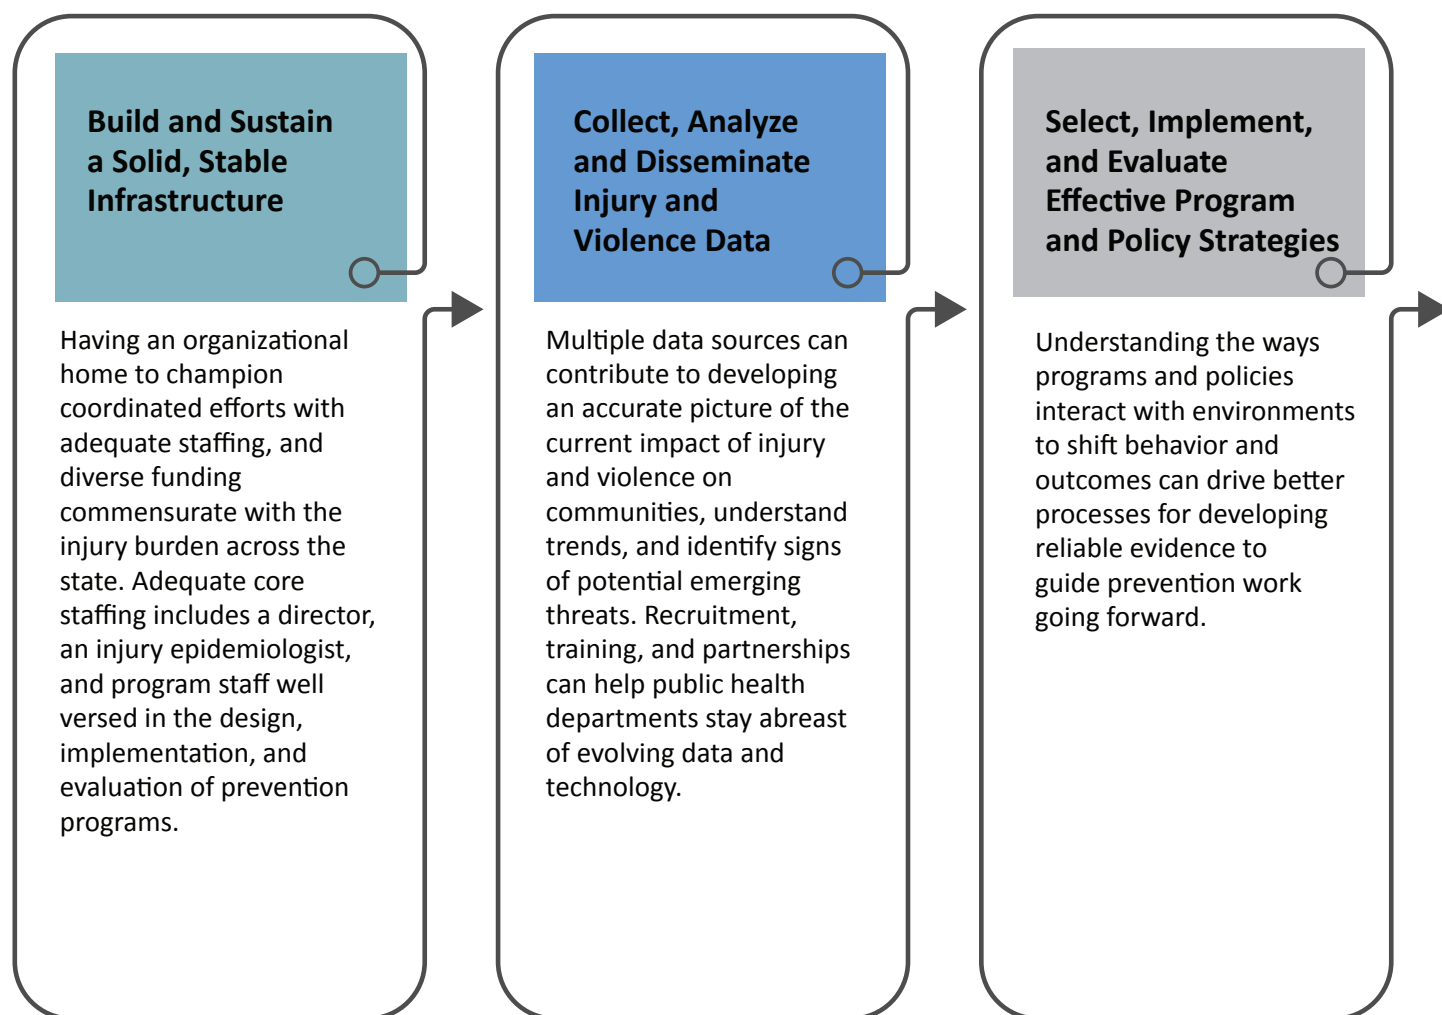 Build and Sustain
a Solid, Stable
Infrastructure
Having an organizational
home to champion
coordinated efforts with
adequate staffing, and
diverse funding
commensurate with the
injury burden across the
state. Adequate core
staffing includes a director,
an injury epidemiologist,
and program staff well
versed in the design,
implementation, and
evaluation of prevention
programs.
Collect, Analyze
and Disseminate
Injury and
Violence Data
Multiple data sources can
contribute to developing
an accurate picture of the
current impact of injury
and violence on
communities, understand
trends, and identify signs
of potential emerging
threats. Recruitment,
training, and partnerships
can help public health
departments stay abreast
of evolving data and
technology.
Select, Implement,
and Evaluate
Effective Program
and Policy Strategies
Understanding the ways
programs and policies
interact with environments
to shift behavior and
outcomes can drive better
processes for developing
reliable evidence to
guide prevention work
going forward.